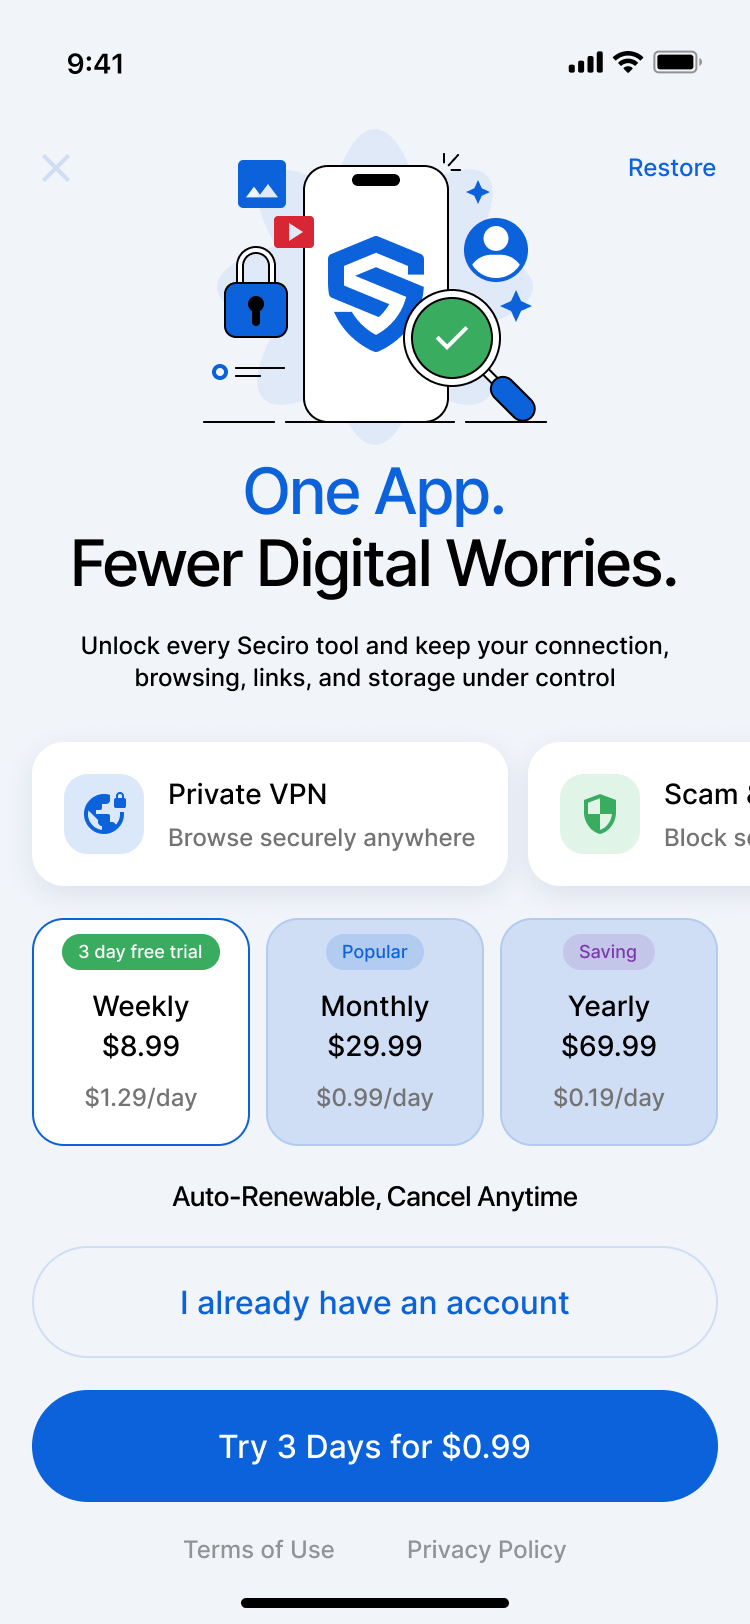 9:41
Restore
One App.
Fewer Digital Worries.
Unlock every Seciro tool and keep your connection,
browsing, links, and storage under control
Private VPN
Browse securely anywhere
Scam &
Block
3 day free trial
Weekly
$8.99
$1.29/day
Popular
Monthly
$29.99
$0.99/day
Saving
Yearly
$69.99
$0.19/day
Auto-Renewable, Cancel Anytime
I already have an account
Try 3 Days for $0.99
Terms of Use
Privacy Policy